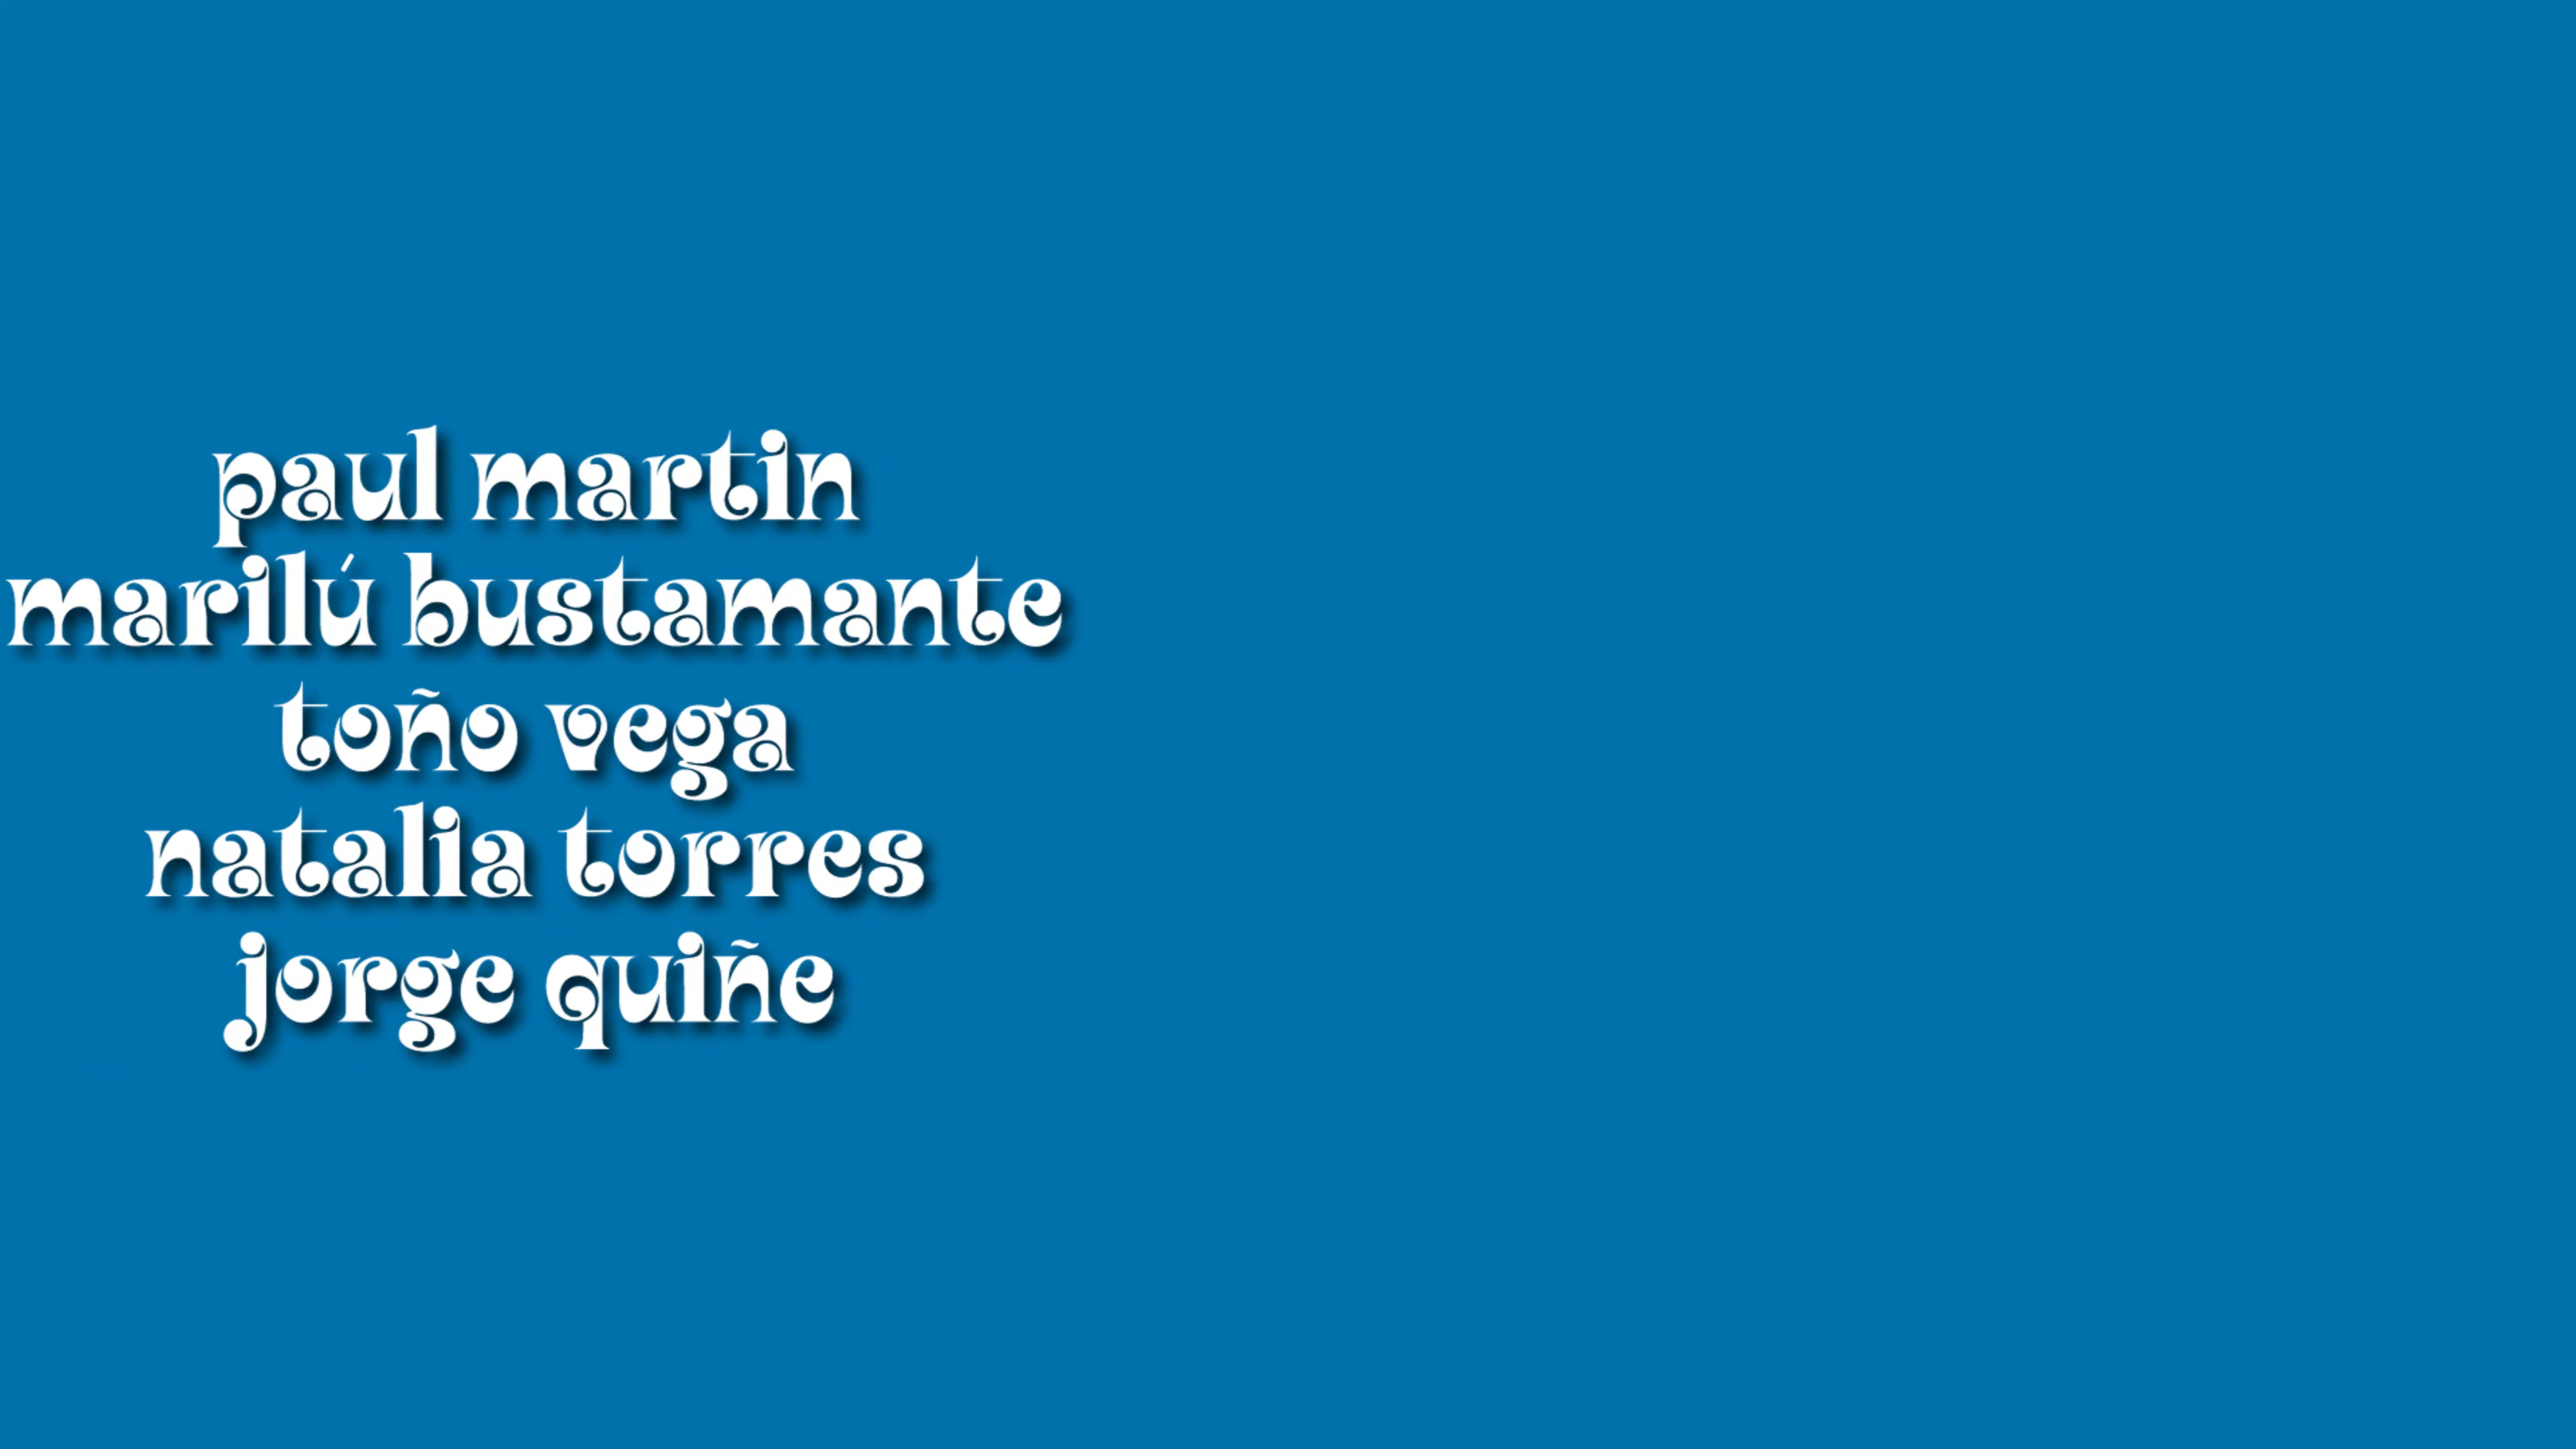 paul martin
marilú bustamante
toño vega
natalia torres
jorge quiñe